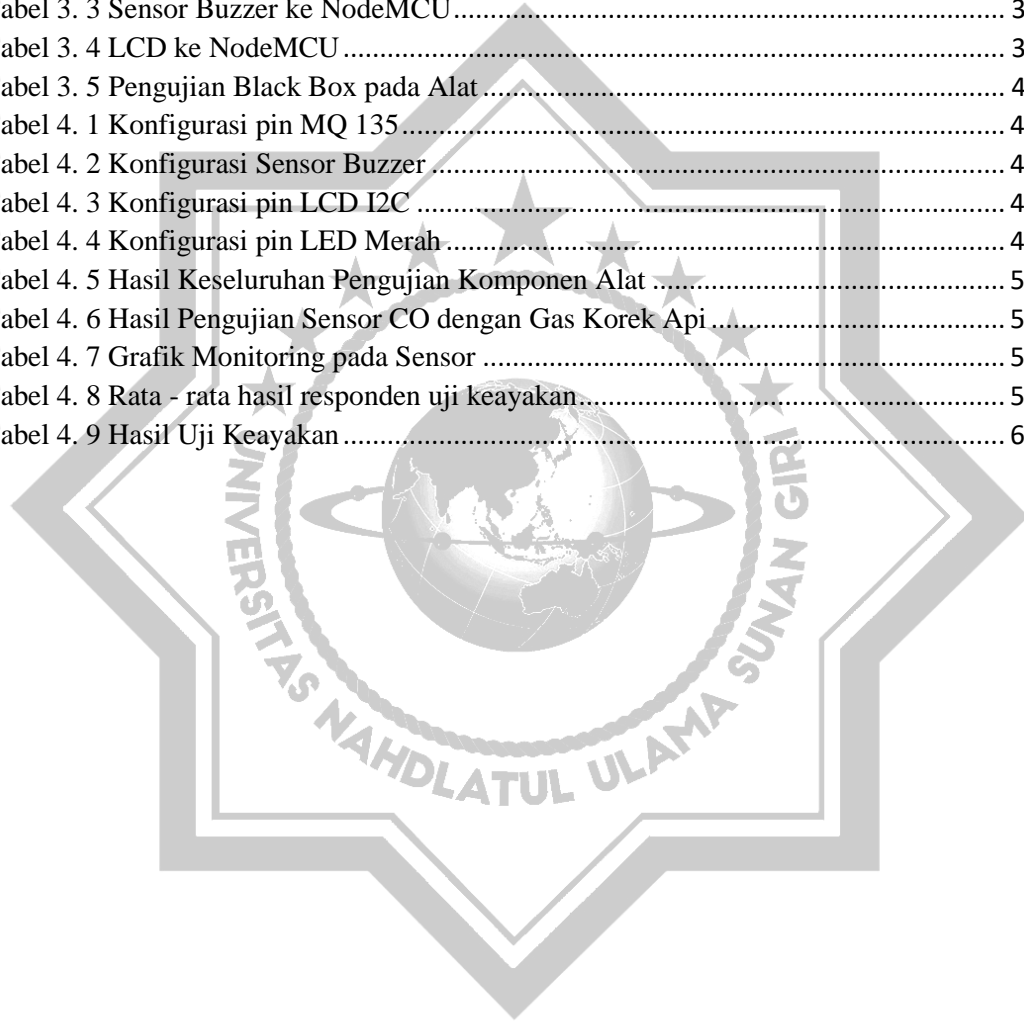 abel 3. 3 Sensor Buzzer ke NodeMCU........................................................................ 3
abel 3. 4 LCD ke NodeMCU...................................................................................... 3
abel 3. 5 Pengujian Black Box pada Alat .................................................................... 4
abel 4. 1 Konfigurasi pin MQ 135............................................................................... 4
abel 4. 2 Konfigurasi Sensor Buzzer ........................................................................... 4
abel 4. 3 Konfigurasi pin LCD I2C ............................................................................. 4
abel 4. 4 Konfigurasi pin LED Merah ......................................................................... 4
abel 4. 5 Hasil Keseluruhan Pengujian Komponen Alat .............................................. 5
abel 4. 6 Hasil Pengujian Sensor CO dengan Gas Korek Api ...................................... 5
abel 4. 7 Grafik Monitoring pada Sensor ..................................................................... 5
abel 4. 8 Rata - rata hasil responden uji keayakan....................................................... 5
abel 4. 9 Hasil Uji Keayakan ...................................................................................... 6
UNIVERSITAS NAHDLATUL ULAMA SUNAN GIRI